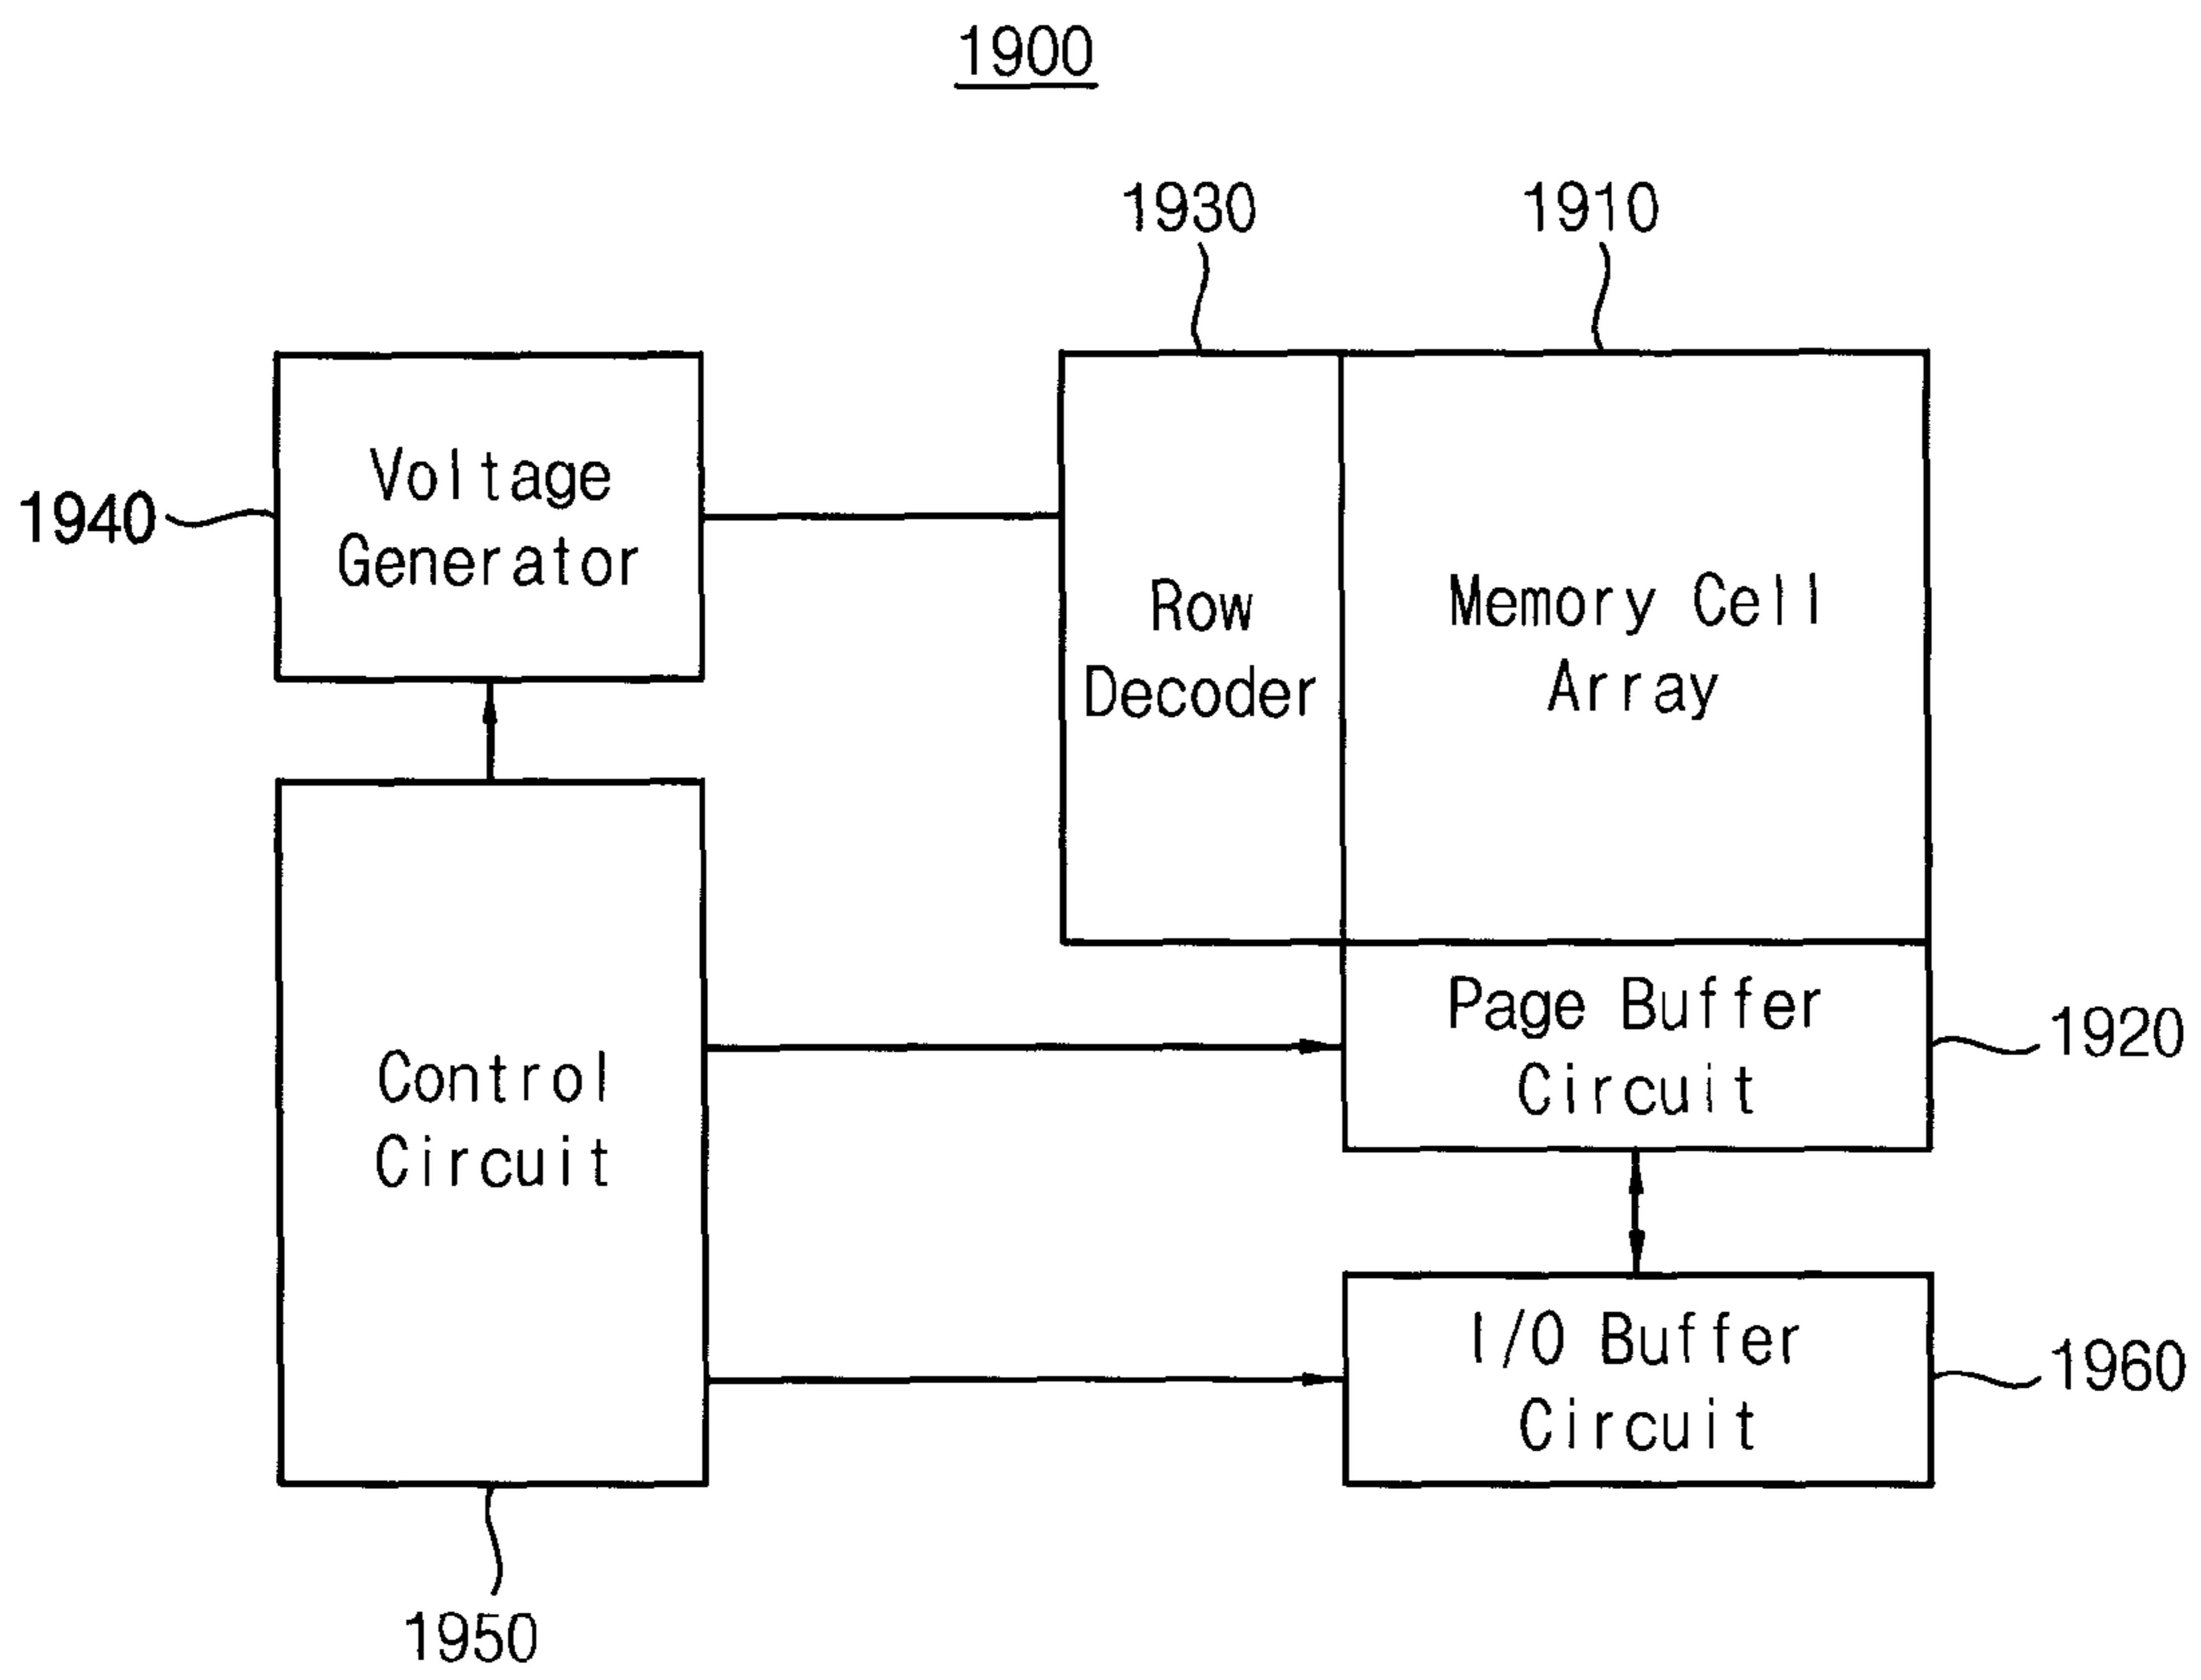 1900
1930
1910
Voltage
Generator
1940
Row
Decoder
Memory Cell
Array
Page Buffer
Circuit
1920
Control
Circuit
I/O Buffer
Circuit
1960
1950